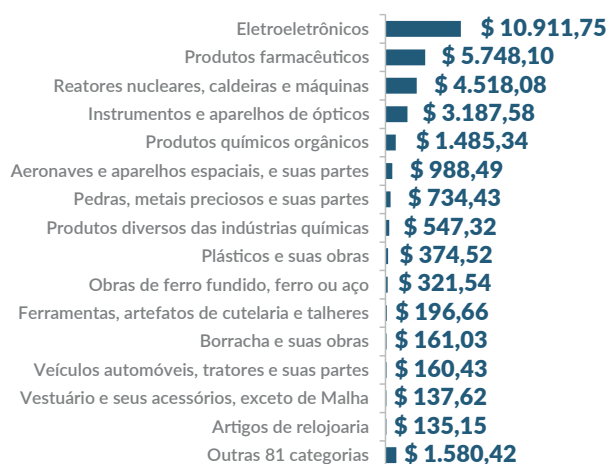 Eletroeletrônicos $ 10.911,75
Produtos farmacêuticos $ 5.748,10
Reatores nucleares, caldeiras e máquinas $ 4.518,08
Instrumentos e aparelhos de ópticos $ 3.187,58
Produtos químicos orgânicos $ 1.485,34
Aeronaves e aparelhos espaciais, e suas partes $ 988,49
Pedras, metais preciosos e suas partes $ 734,43
Produtos diversos das indústrias químicas $ 547,32
Plásticos e suas obras $ 374,52
Obras de ferro fundido, ferro ou aço $ 321,54
Ferramentas, artefatos de cutelaria e talheres $ 196,66
Borracha e suas obras $ 161,03
Veículos automóveis, tratores e suas partes $ 160,43
Vestuário e seus acessórios, exceto de Malha $ 137,62
Artigos de relojoaria $ 135,15
Outras 81 categorias $ 1.580,42